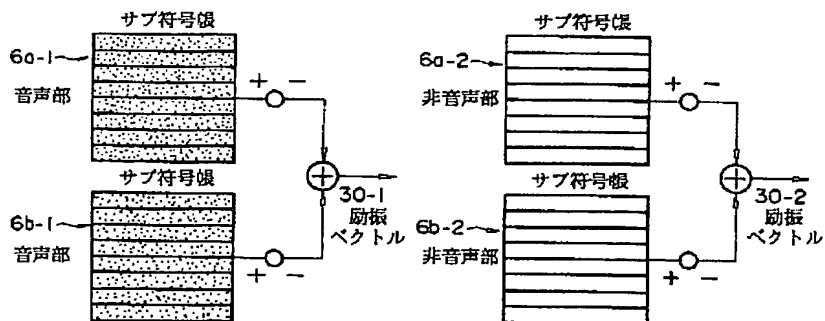 サブ符号帳
6a-1
音声部
+ -
サブ符号帳
6b-1
音声部
+ -
30-1
励振
ベクトル
サブ符号帳
6a-2
非音声部
+ -
サブ符号帳
6b-2
非音声部
+ -
30-2
励振
ベクトル